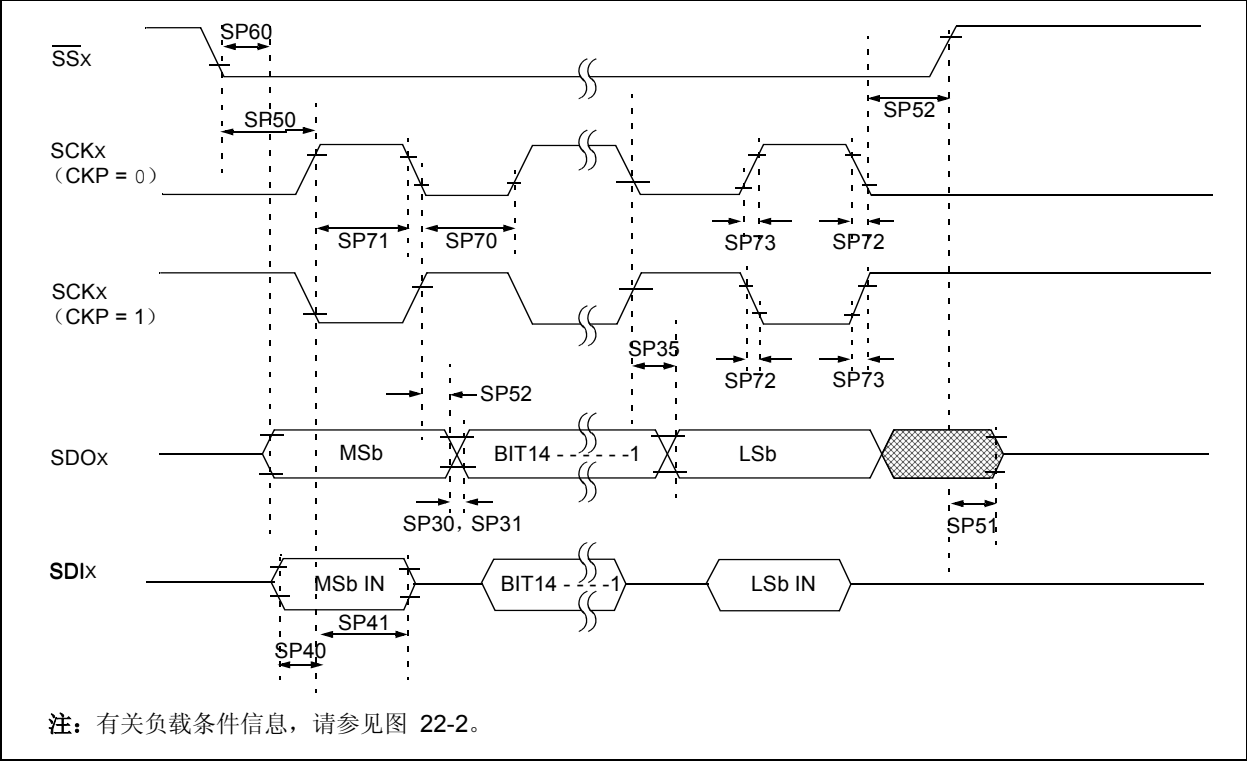 SP60
SSx
SP52
SP50
SCKx
（CKP = 0）
SP71
SP70
SP73
SP72
SCKx
（CKP = 1）
SP35
SP72
SP73
SP52
SDOx
MSb
BIT14 - - - - - -1
LSb
SP30，SP31
SP51
SDIx
MSb IN
BIT14 - - - -1
LSb IN
SP41
SP40
注：有关负载条件信息，请参见图 22-2。